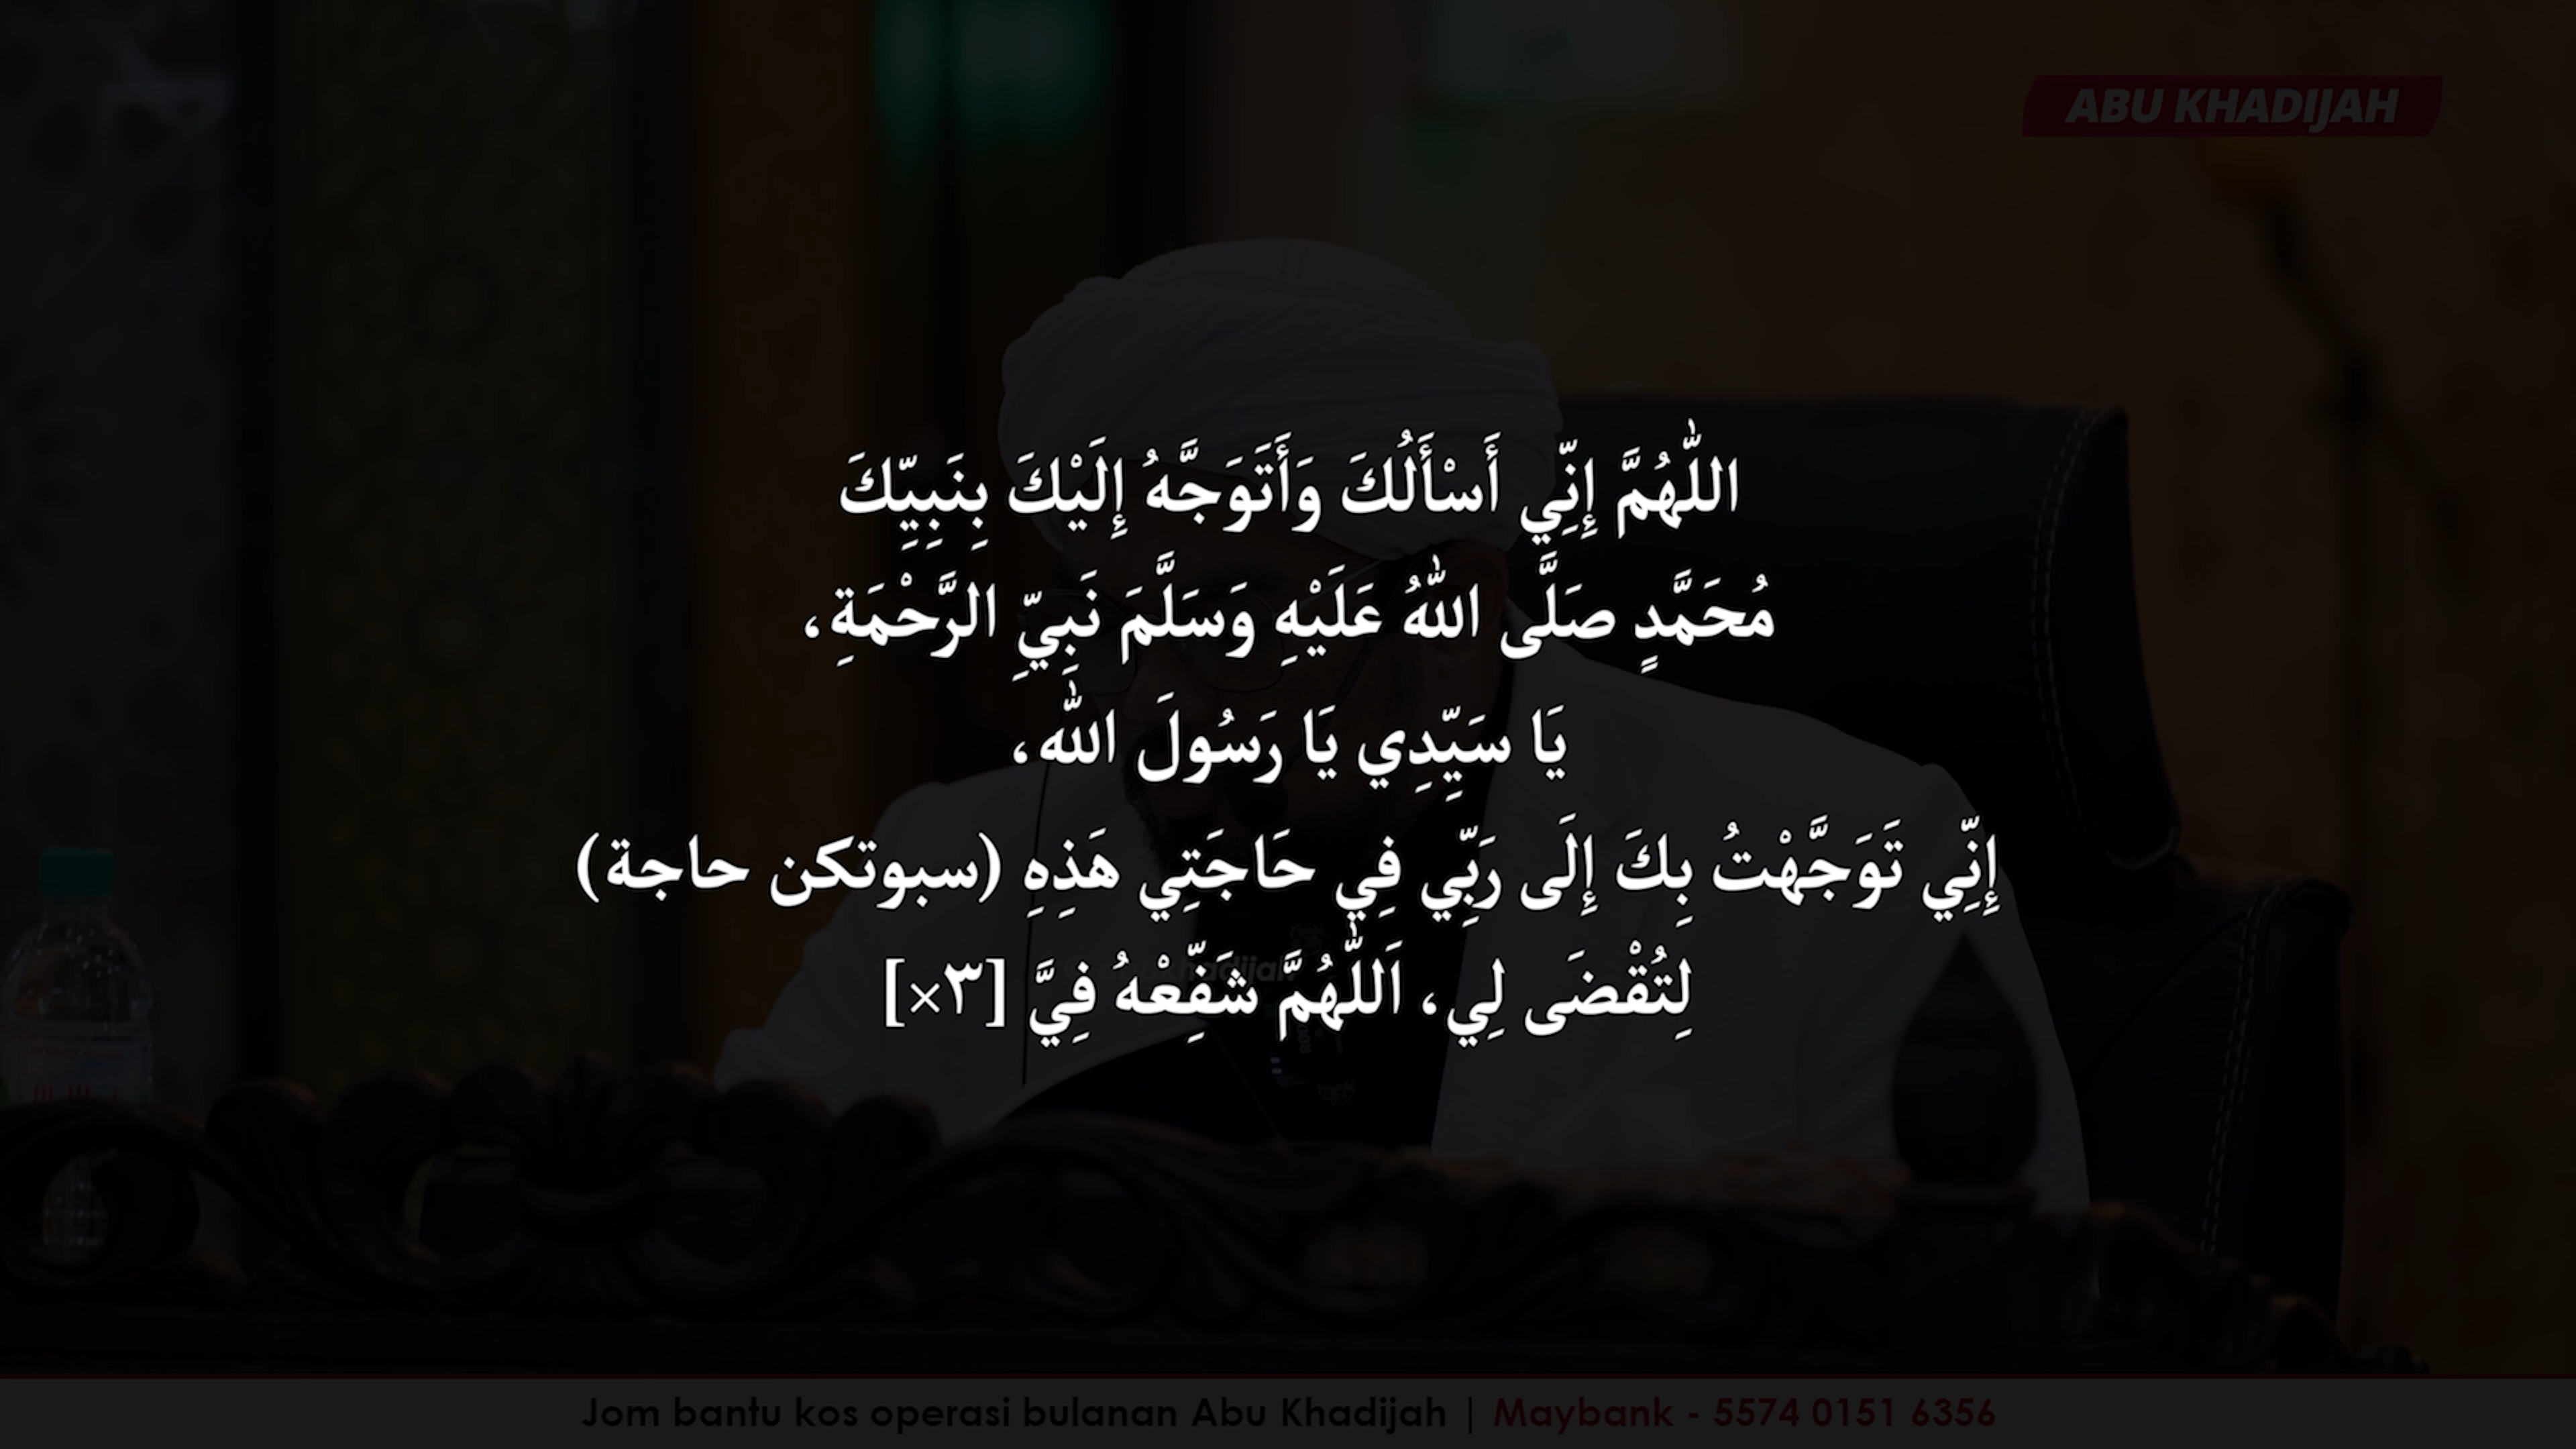 ABU KHADIJAH
اللّٰهُمَّ إِنِّي أَسْأَلُكَ وَأَتَوَجَّهُ إِلَيْكَ بِنَبِيِّكَ
مُحَمَّدٍ صَلَّى اللّٰهُ عَلَيْهِ وَسَلَّمَ نَبِيِّ الرَّحْمَةِ،
يَا سَيِّدِي يَا رَسُولَ اللّٰه،
إِنِّي تَوَجَّهْتُ بِكَ إِلَى رَبِّي فِي حَاجَتِي هَذِهِ (سبوتكن حاجة)
لِتُقْضَى لِي، اَللّٰهُمَّ شَفِّعْهُ فِيَّ [٣×]
Jom bantu kos operasi bulanan Abu Khadijah | Maybank - 5574 0151 6356